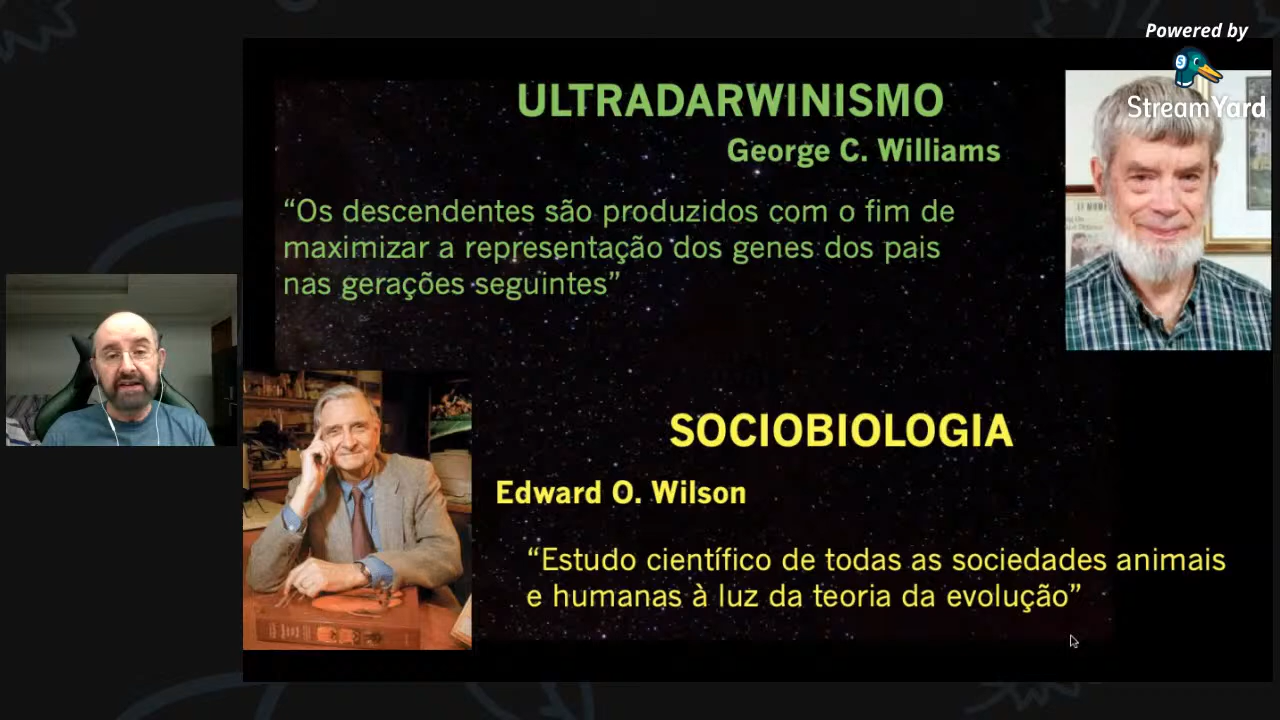 Powered by
StreamYard
ULTRADARWINISMO
George C. Williams
“Os descendentes são produzidos com o fim de
maximizar a representação dos genes dos pais
nas gerações seguintes”
SOCIOBIOLOGIA
Edward O. Wilson
“Estudo científico de todas as sociedades animais
e humanas à luz da teoria da evolução”